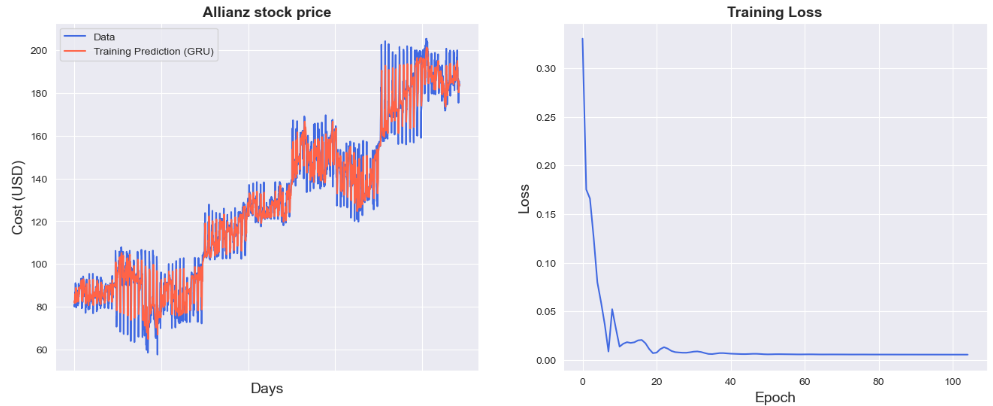 Allianz stock price
Data
Training Prediction (GRU)
200
180
160
140
120
100
80
60
Cost (USD)
Days
Training Loss
0.30
0.25
0.20
0.15
0.10
0.05
0.00
Loss
0 20 40 60 80 100
Epoch